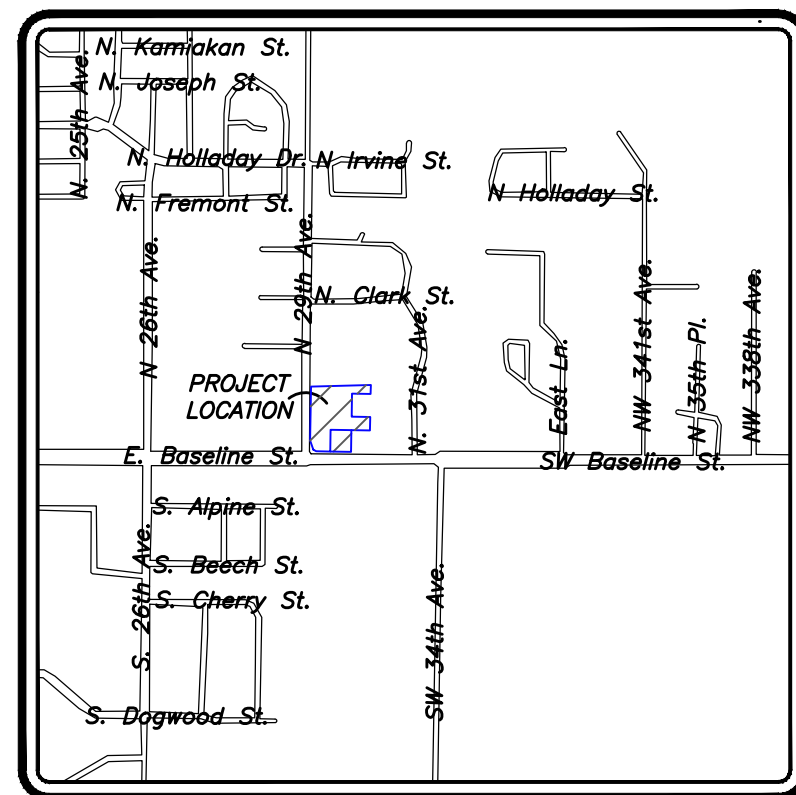 N. Kamiakan St.
N. Joseph St.
N. 25th Ave.
N. Holladay Dr.
N Irvine St.
N Holladay St.
N. Fremont St.
N 26th Ave.
N 29th Ave.
N. Clark St.
N. 31st Ave.
East Ln.
NW 341st Ave.
N 35th Pl.
NW 338th Ave.
PROJECT
LOCATION
E. Baseline St.
SW Baseline St.
S. Alpine St.
S. 26th Ave.
S. Beech St.
S. Cherry St.
SW 34th Ave.
S. Dogwood St.